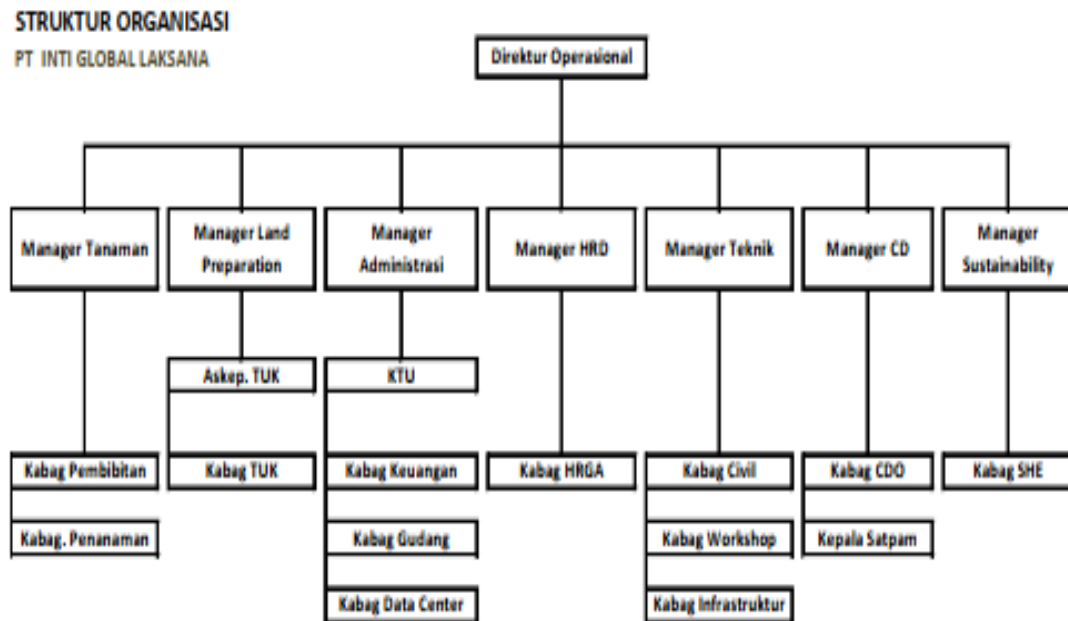 STRUKTUR ORGANISASI
PT INTI GLOBAL LAKSANA
Direktur Operasional
Manager Tanaman
Manager Land
Preparation
Manager
Administrasi
Manager HRD
Manager Teknik
Manager CD
Manager
Sustainability
Askep. TUK
KTU
Kabag Pembibitan
Kabag TUK
Kabag Keuangan
Kabag HRGA
Kabag Civil
Kabag CDO
Kabag SHE
Kabag. Penanaman
Kabag Gudang
Kabag Workshop
Kepala Satpam
Kabag Data Center
Kabag Infrastruktur